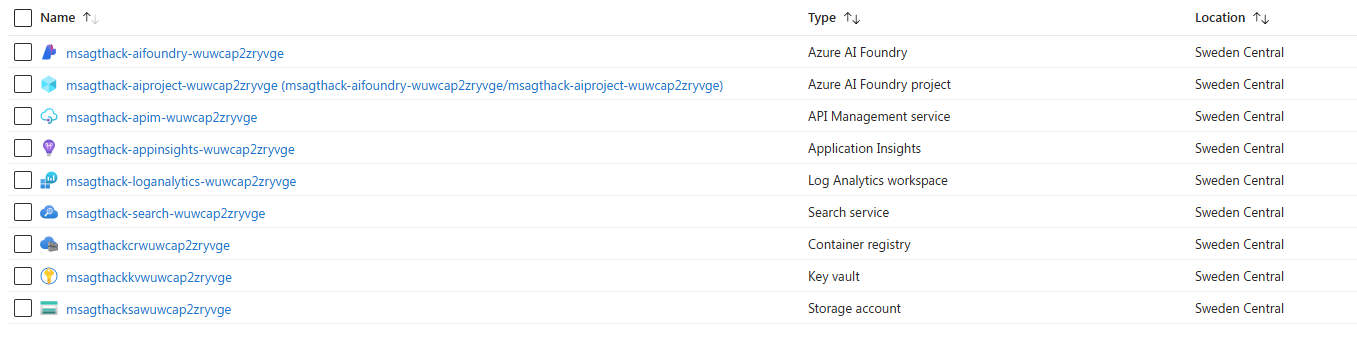 Name ↑↓ Type ↑↓ Location ↑↓
msagthack-aifoundry-wuwcap2zryvge Azure AI Foundry Sweden Central
msagthack-aiproject-wuwcap2zryvge (msagthack-aifoundry-wuwcap2zryvge/msagthack-aiproject-wuwcap2zryvge) Azure AI Foundry project Sweden Central
msagthack-apim-wuwcap2zryvge API Management service Sweden Central
msagthack-appinsights-wuwcap2zryvge Application Insights Sweden Central
msagthack-loganalytics-wuwcap2zryvge Log Analytics workspace Sweden Central
msagthack-search-wuwcap2zryvge Search service Sweden Central
msagthackcrwuwcap2zryvge Container registry Sweden Central
msagthackkvwuwcap2zryvge Key vault Sweden Central
msagthacksawuwcap2zryvge Storage account Sweden Central